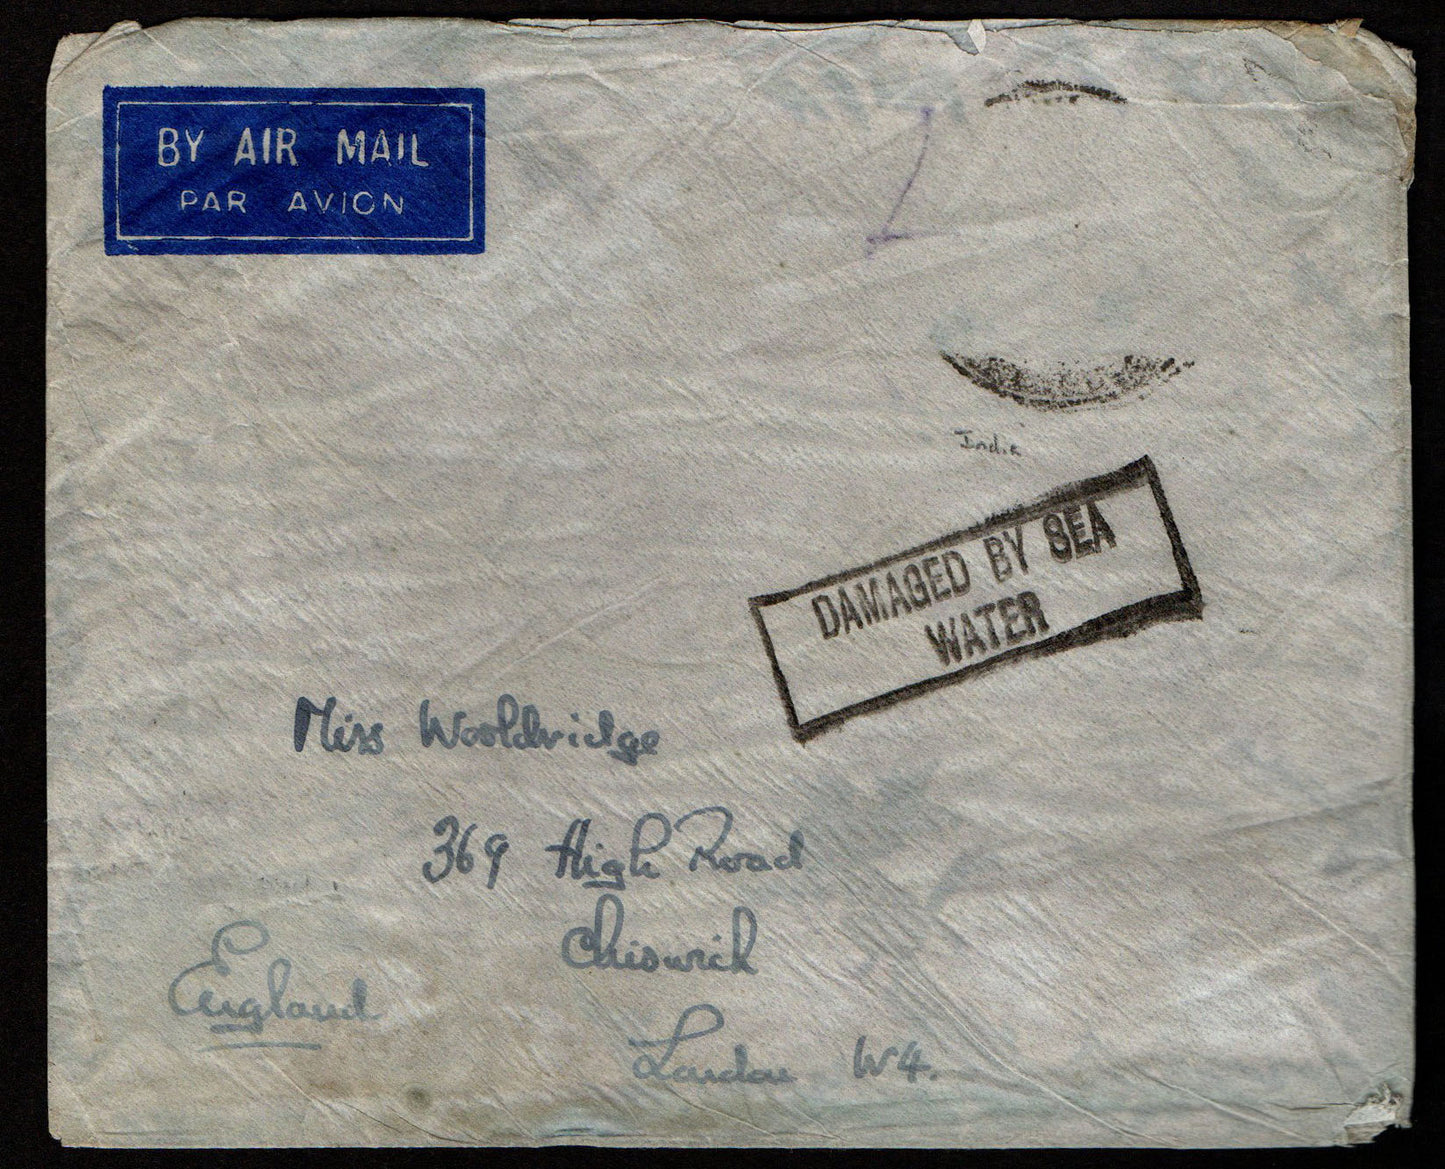 BY AIR MAIL
PAR AVION
India
DAMAGED BY SEA
WATER
Miss Wooldridge
369 High Road
Chiswick
London W4.
England